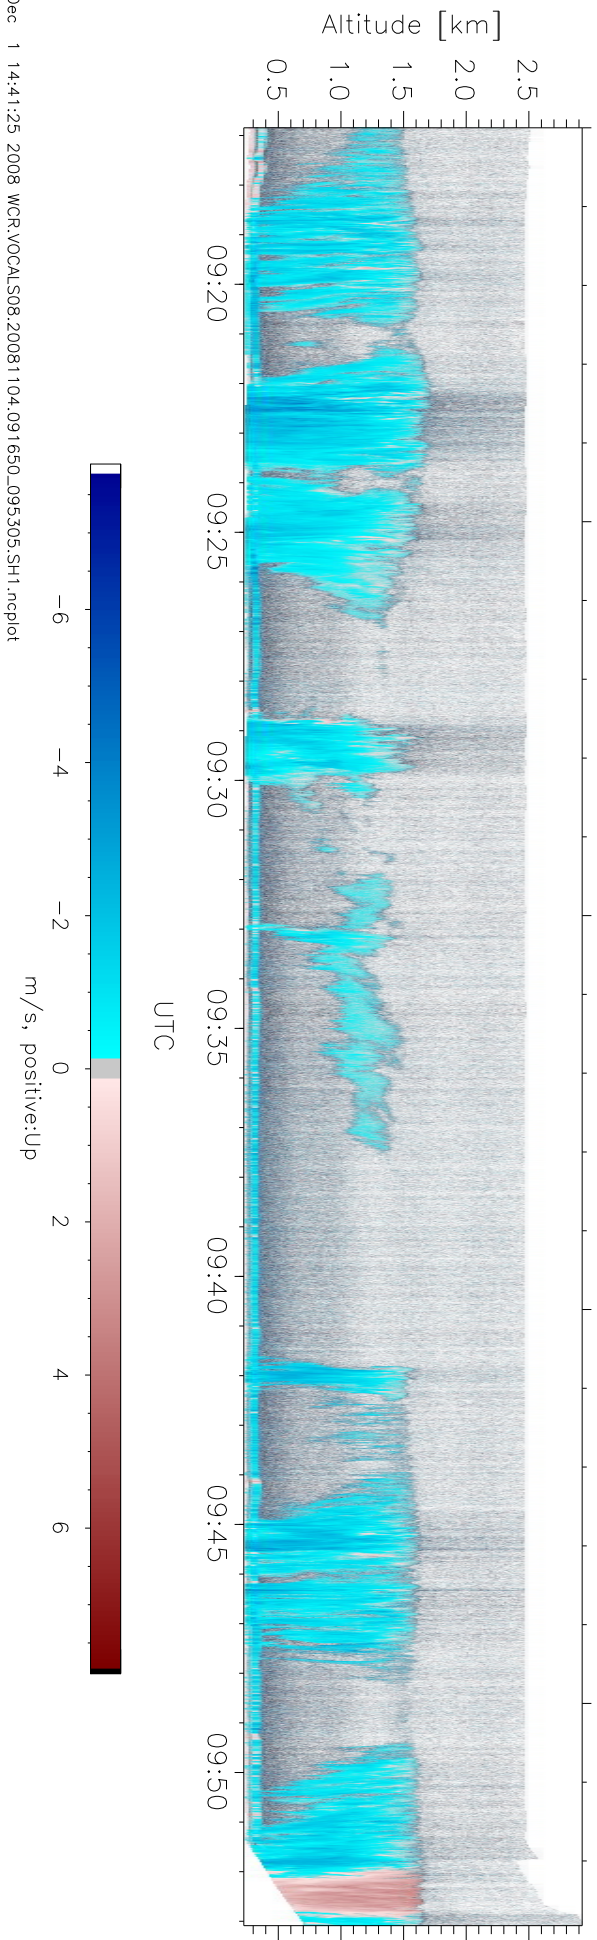 Altitude [km]
0.5 1.0 1.5 2.0 2.5
09:20 09:25 09:30 09:35 09:40 09:45 09:50
UTC
-6 -4 -2 0 2 4 6
m/s, positive:Up
Dec 1 14:41:25 2008 WCR.VOCALS08.20081104.091650_095305.SH1.ncplot